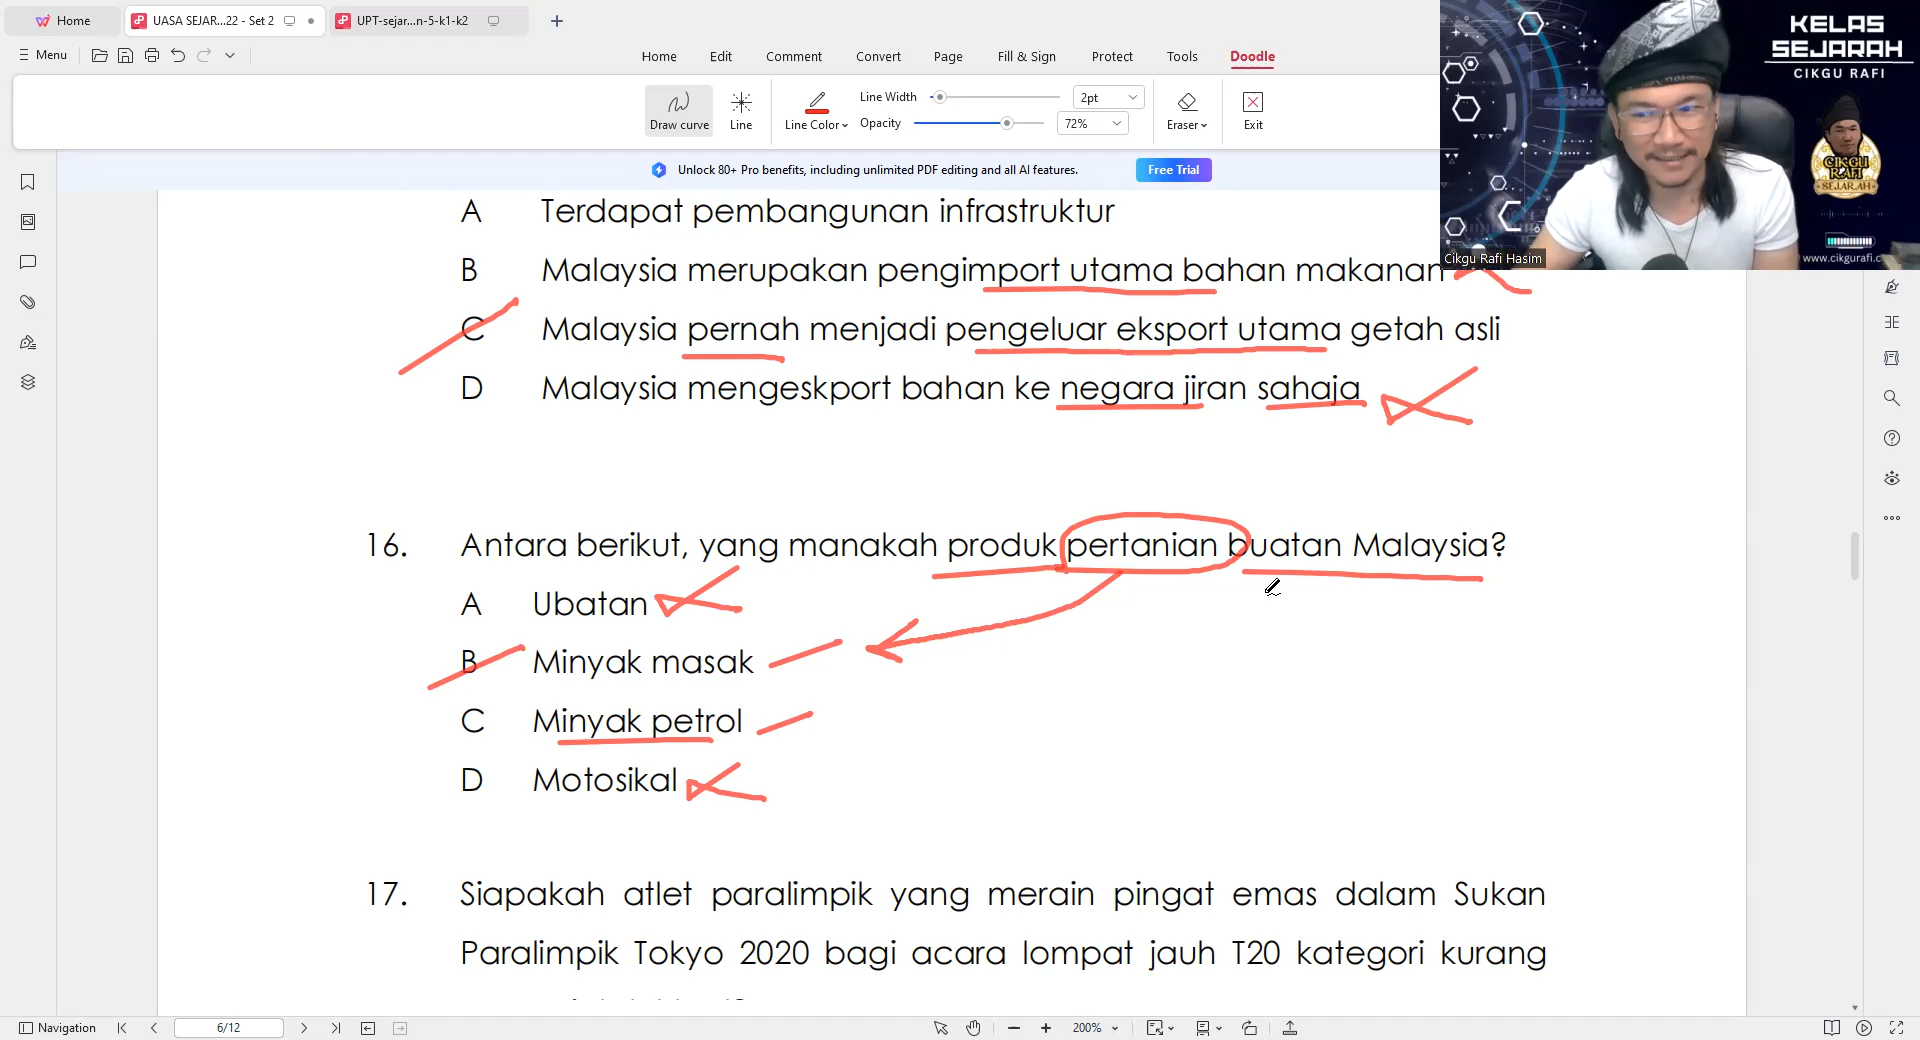 Home
UASA SEJAR...22 - Set 2
UPT-sejar...n-5-k1-k2
Menu
Home Edit Comment Convert Page Fill & Sign Protect Tools Doodle
Draw curve
Line
Line Color
Line Width
2pt
Opacity
72%
Eraser
Exit
Unlock 80+ Pro benefits, including unlimited PDF editing and all AI features.
Free Trial
KELAS
SEJARAH
CIKGU RAFI
CIKGU
RAFI
SEJARAH
Cikgu Rafi Hasim
www.cikgurafi.c
A Terdapat pembangunan infrastruktur
B Malaysia merupakan pengimport utama bahan makanan
C Malaysia pernah menjadi pengeluar eksport utama getah asli
D Malaysia mengeskport bahan ke negara jiran sahaja
16. Antara berikut, yang manakah produk pertanian buatan Malaysia?
A Ubatan
B Minyak masak
C Minyak petrol
D Motosikal
17. Siapakah atlet paralimpik yang merain pingat emas dalam Sukan
Paralimpik Tokyo 2020 bagi acara lompat jauh T20 kategori kurang
Navigation
6/12
200%